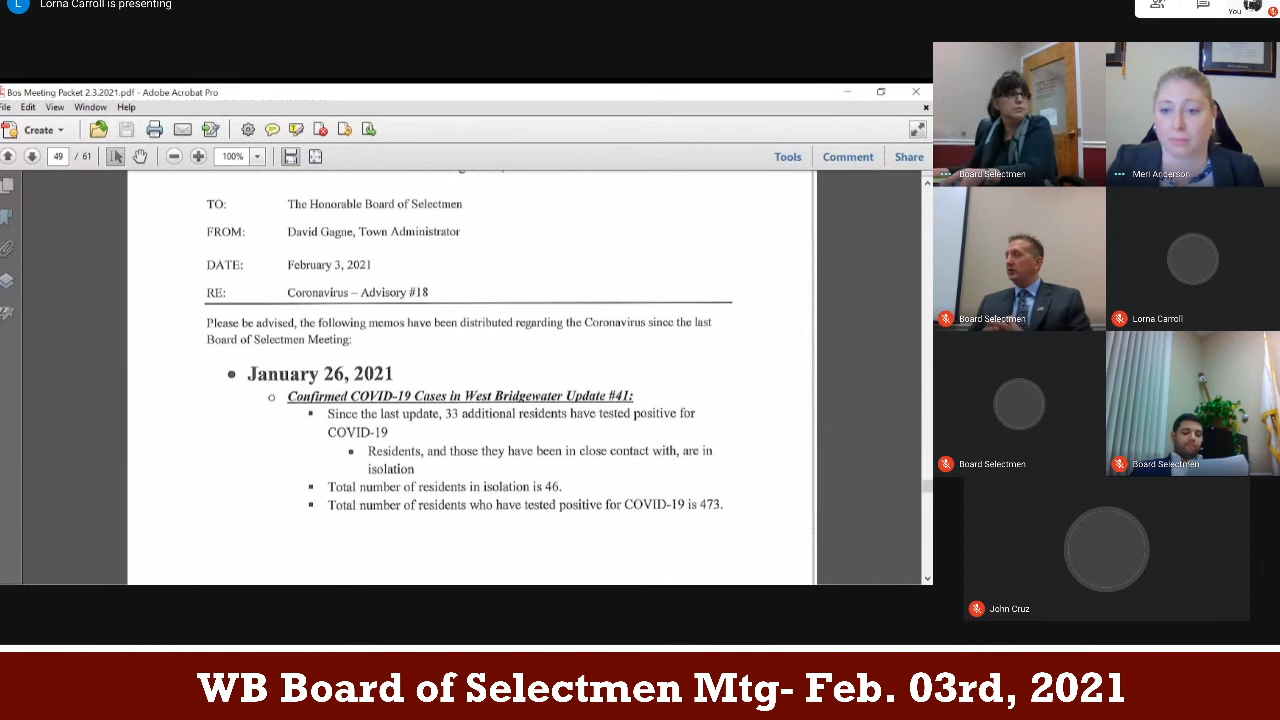 L Lorna Carroll is presenting
You
Bos Meeting Packet 2.3.2021.pdf - Adobe Acrobat Pro
File Edit View Window Help
Create
49 / 61
100%
Tools Comment Share
TO: The Honorable Board of Selectmen
FROM: David Gagne, Town Administrator
DATE: February 3, 2021
RE: Coronavirus – Advisory #18
Please be advised, the following memos have been distributed regarding the Coronavirus since the last
Board of Selectmen Meeting:
• January 26, 2021
o Confirmed COVID-19 Cases in West Bridgewater Update #41:
▪ Since the last update, 33 additional residents have tested positive for
COVID-19
• Residents, and those they have been in close contact with, are in
isolation
▪ Total number of residents in isolation is 46.
▪ Total number of residents who have tested positive for COVID-19 is 473.
Board Selectmen
Meri Anderson
Board Selectmen
Lorna Carroll
Board Selectmen
Board Selectmen
John Cruz
WB Board of Selectmen Mtg- Feb. 03rd, 2021